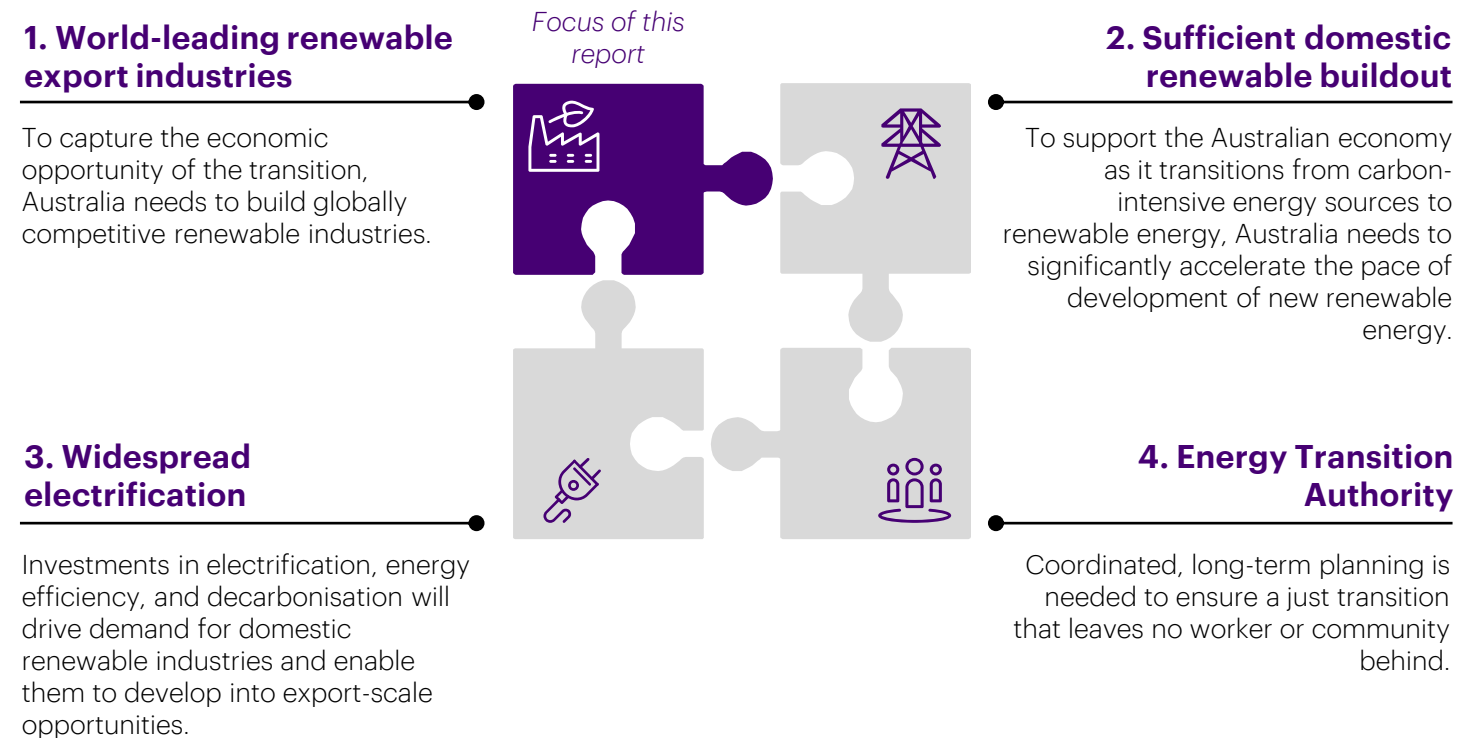 1. World-leading renewable
export industries
To capture the economic
opportunity of the transition,
Australia needs to build globally
competitive renewable industries.
Focus of this
report
2. Sufficient domestic
renewable buildout
To support the Australian economy
as it transitions from carbon-
intensive energy sources to
renewable energy, Australia needs to
significantly accelerate the pace of
development of new renewable
energy.
3. Widespread
electrification
Investments in electrification, energy
efficiency, and decarbonisation will
drive demand for domestic
renewable industries and enable
them to develop into export-scale
opportunities.
4. Energy Transition
Authority
Coordinated, long-term planning is
needed to ensure a just transition
that leaves no worker or community
behind.